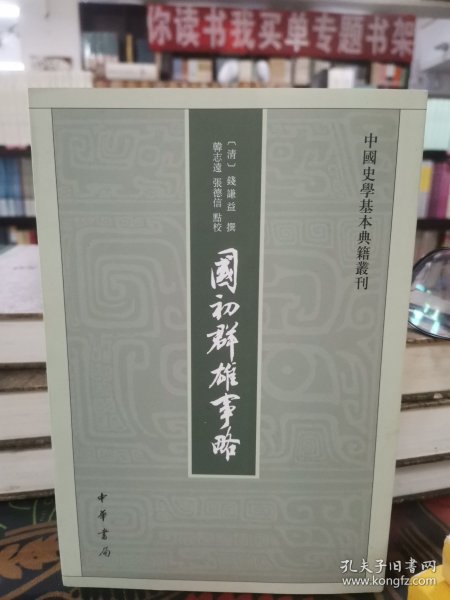 你读书我买单专题书架
中國史學基本典籍叢刊
〔清〕錢謙益 撰
韓志遠 張德信 點校
國初群雄事略
中華書局
孔夫子旧书网
www.kongfz.com